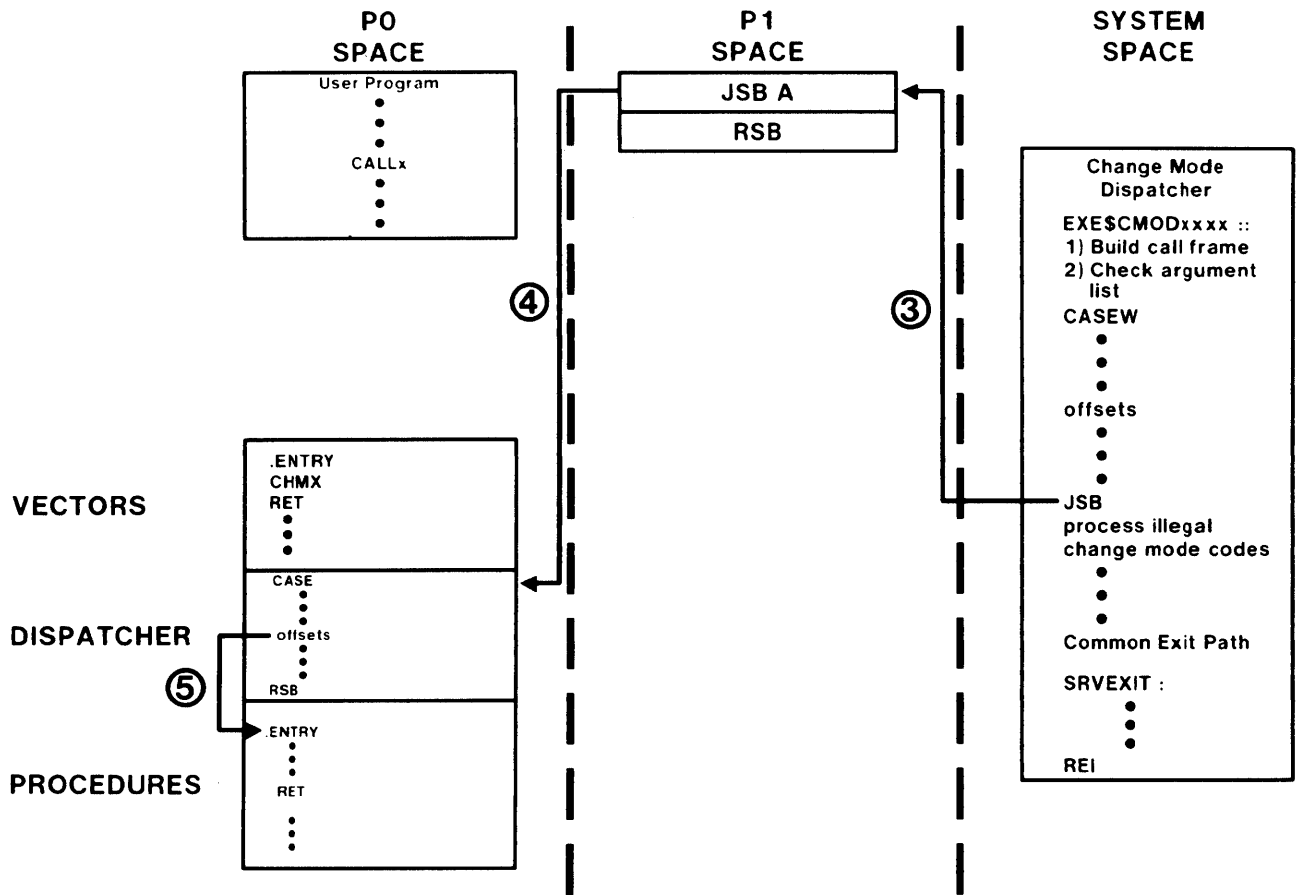 P0
SPACE
P1
SPACE
SYSTEM
SPACE
User Program
CALLx
JSB A
RSB
Change Mode
Dispatcher
EXE$CMODxxxx ::
1) Build call frame
2) Check argument
list
CASEW
offsets
JSB
process illegal
change mode codes
Common Exit Path
SRVEXIT :
REI
④
③
VECTORS
.ENTRY
CHMX
RET
DISPATCHER
CASE
offsets
RSB
⑤
PROCEDURES
.ENTRY
RET